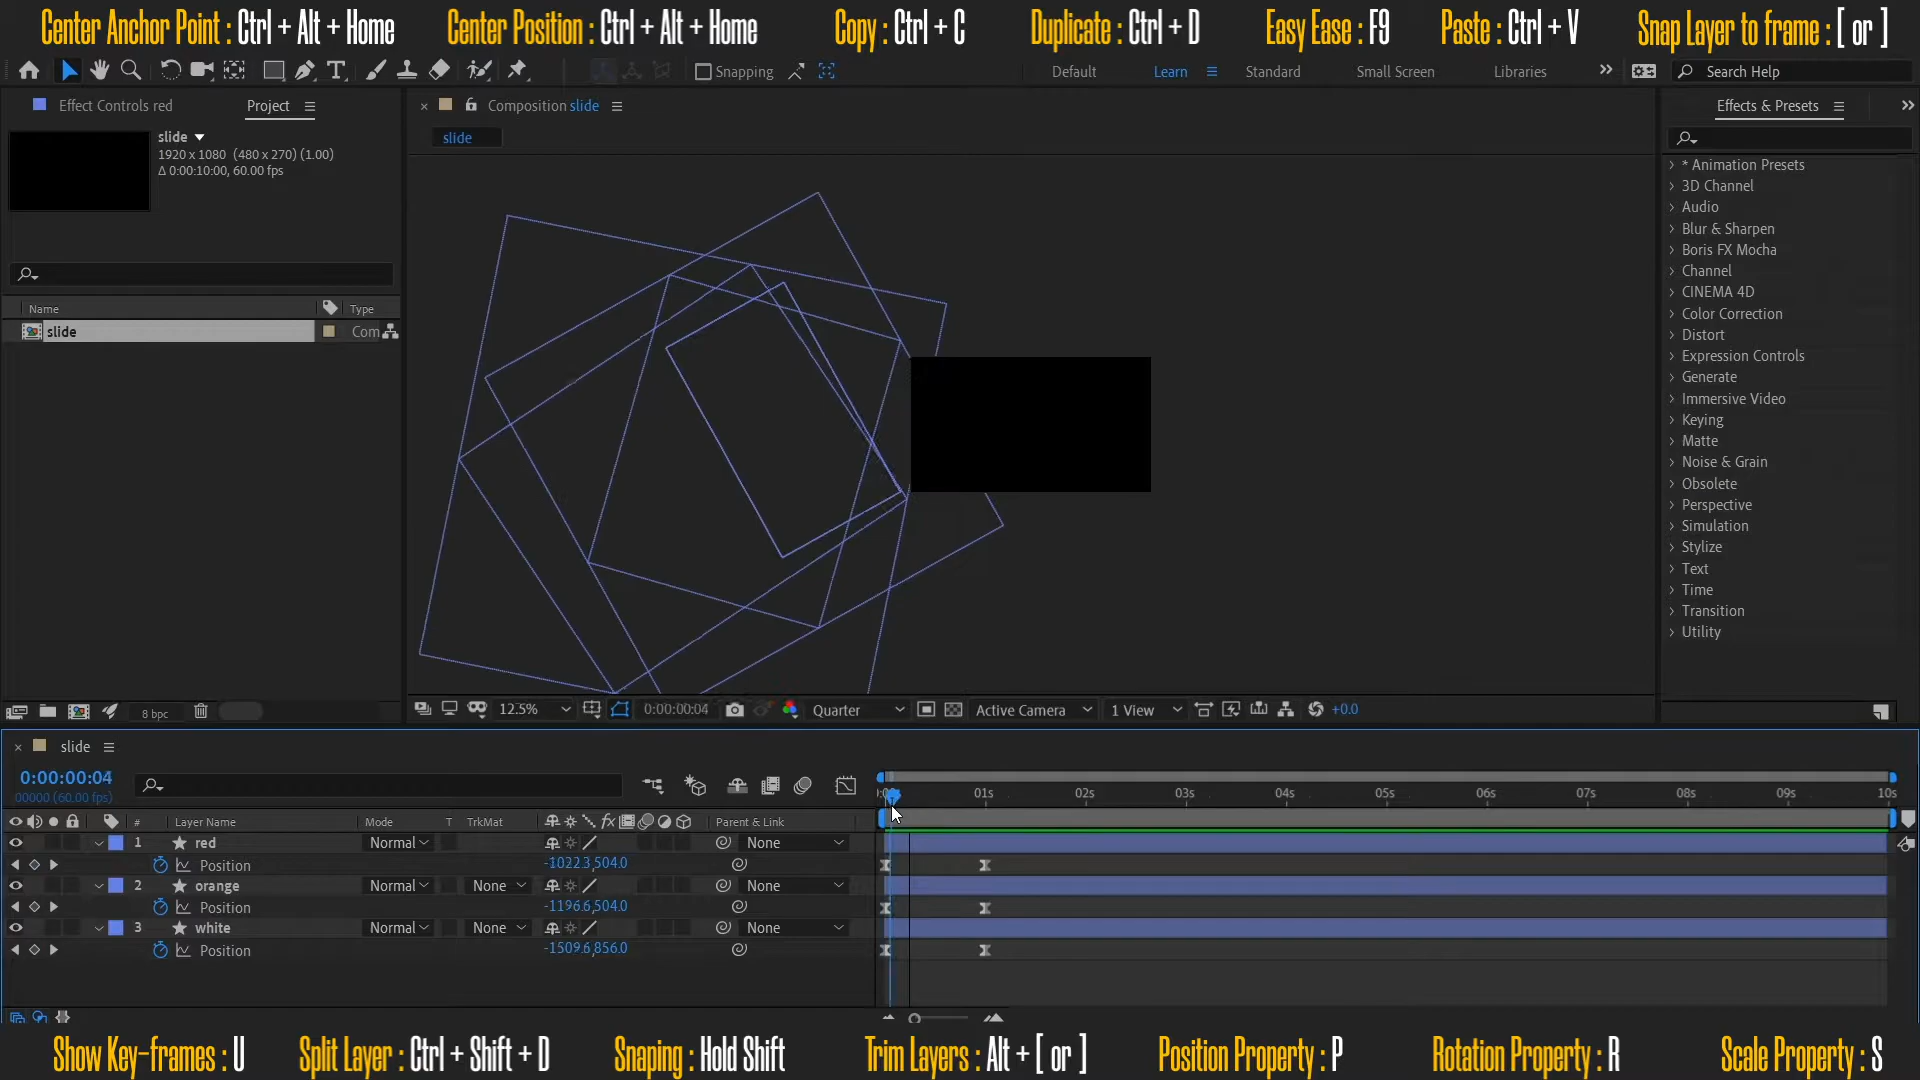 Center Anchor Point : Ctrl + Alt + Home Center Position : Ctrl + Alt + Home Copy : Ctrl + C Duplicate : Ctrl + D Easy Ease : F9 Paste : Ctrl + V Snap Layer to frame : [ or ]
Snapping Default Learn Standard Small Screen Libraries Search Help
Effect Controls red Project Composition slide Effects & Presets
slide
1920 x 1080 (480 x 270) (1.00)
Δ 0:00:10:00, 60.00 fps
slide
* Animation Presets
3D Channel
Audio
Blur & Sharpen
Boris FX Mocha
Channel
CINEMA 4D
Color Correction
Distort
Expression Controls
Generate
Immersive Video
Keying
Matte
Noise & Grain
Obsolete
Perspective
Simulation
Stylize
Text
Time
Transition
Utility
Name Type
slide Com
8 bpc 12.5% 0:00:00:04 Quarter Active Camera 1 View +0.0
slide
0:00:00:04
00000 (60.00 fps)
01s 02s 03s 04s 05s 06s 07s 08s 09s 10s
# Layer Name Mode T TrkMat Parent & Link
1 red Normal None
Position -1022.3,504.0
2 orange Normal None None
Position -1196.6,504.0
3 white Normal None None
Position -1509.6,856.0
Show Key-frames : U Split Layer : Ctrl + Shift + D Snaping : Hold Shift Trim Layers : Alt + [ or ] Position Property : P Rotation Property : R Scale Property : S